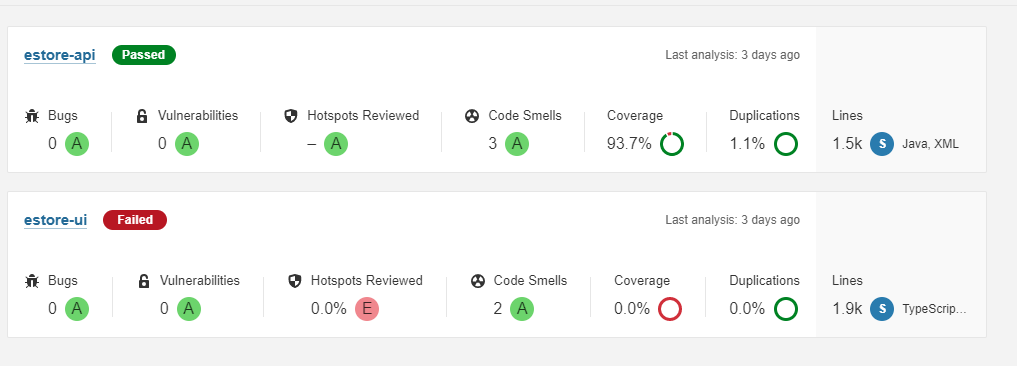 estore-api Passed Last analysis: 3 days ago
Bugs Vulnerabilities Hotspots Reviewed Code Smells Coverage Duplications Lines
0 A 0 A – A 3 A 93.7% 1.1% 1.5k S Java, XML
estore-ui Failed Last analysis: 3 days ago
Bugs Vulnerabilities Hotspots Reviewed Code Smells Coverage Duplications Lines
0 A 0 A 0.0% E 2 A 0.0% 0.0% 1.9k S TypeScrip...